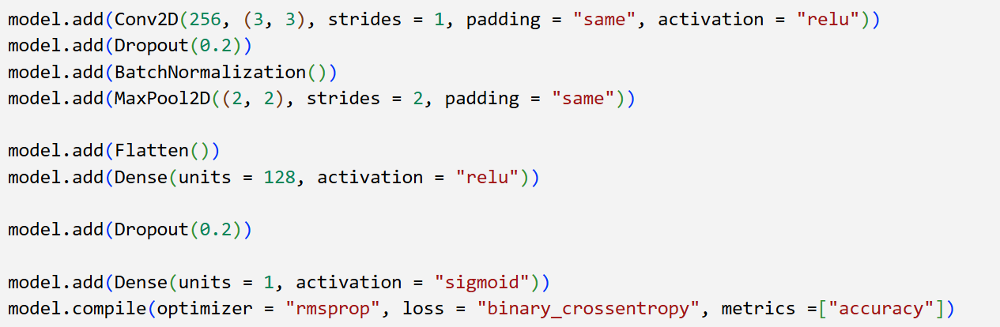 model.add(Conv2D(256, (3, 3), strides = 1, padding = "same", activation = "relu"))
model.add(Dropout(0.2))
model.add(BatchNormalization())
model.add(MaxPool2D((2, 2), strides = 2, padding = "same"))
model.add(Flatten())
model.add(Dense(units = 128, activation = "relu"))
model.add(Dropout(0.2))
model.add(Dense(units = 1, activation = "sigmoid"))
model.compile(optimizer = "rmsprop", loss = "binary_crossentropy", metrics =["accuracy"])